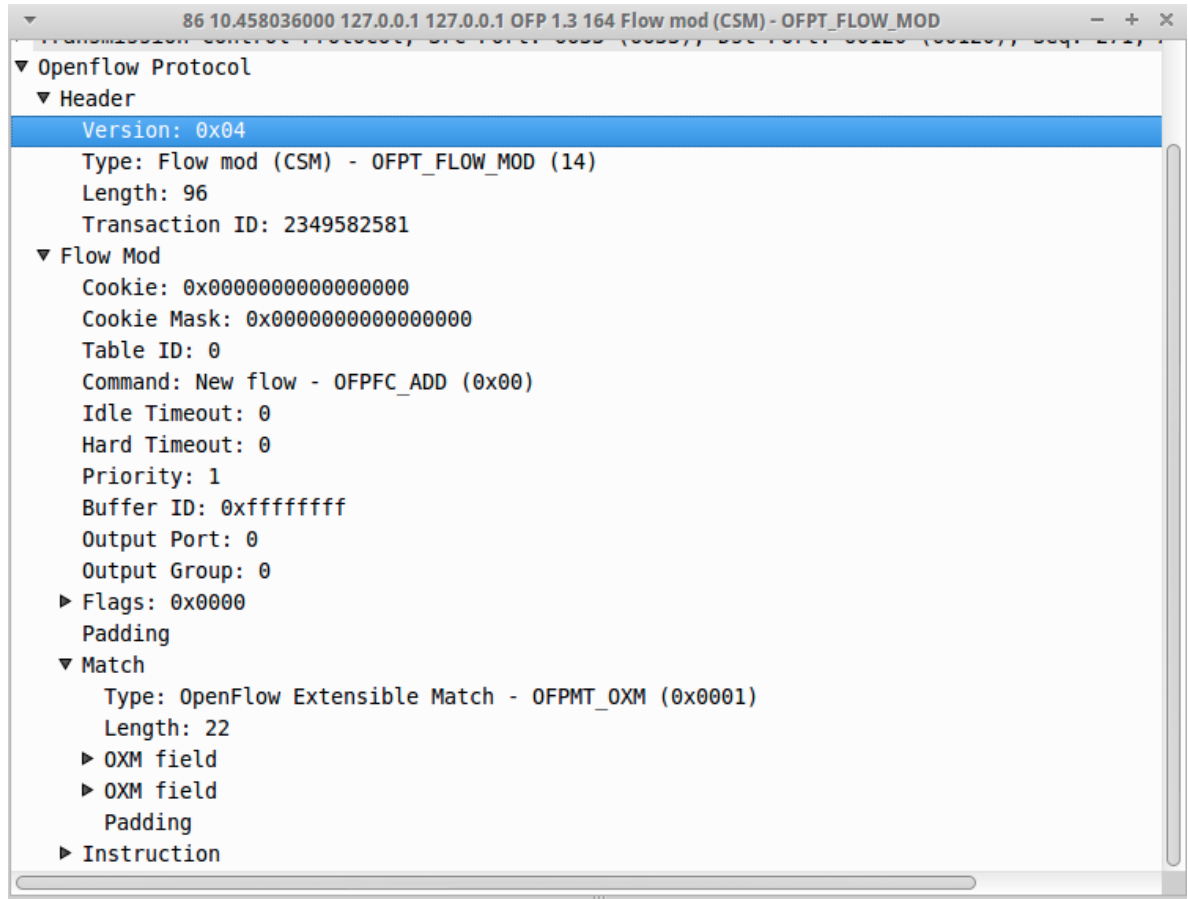 86 10.458036000 127.0.0.1 127.0.0.1 OFP 1.3 164 Flow mod (CSM) - OFPT_FLOW_MOD
Openflow Protocol
Header
Version: 0x04
Type: Flow mod (CSM) - OFPT_FLOW_MOD (14)
Length: 96
Transaction ID: 2349582581
Flow Mod
Cookie: 0x0000000000000000
Cookie Mask: 0x0000000000000000
Table ID: 0
Command: New flow - OFPFC_ADD (0x00)
Idle Timeout: 0
Hard Timeout: 0
Priority: 1
Buffer ID: 0xffffffff
Output Port: 0
Output Group: 0
Flags: 0x0000
Padding
Match
Type: OpenFlow Extensible Match - OFPMT_OXM (0x0001)
Length: 22
OXM field
OXM field
Padding
Instruction